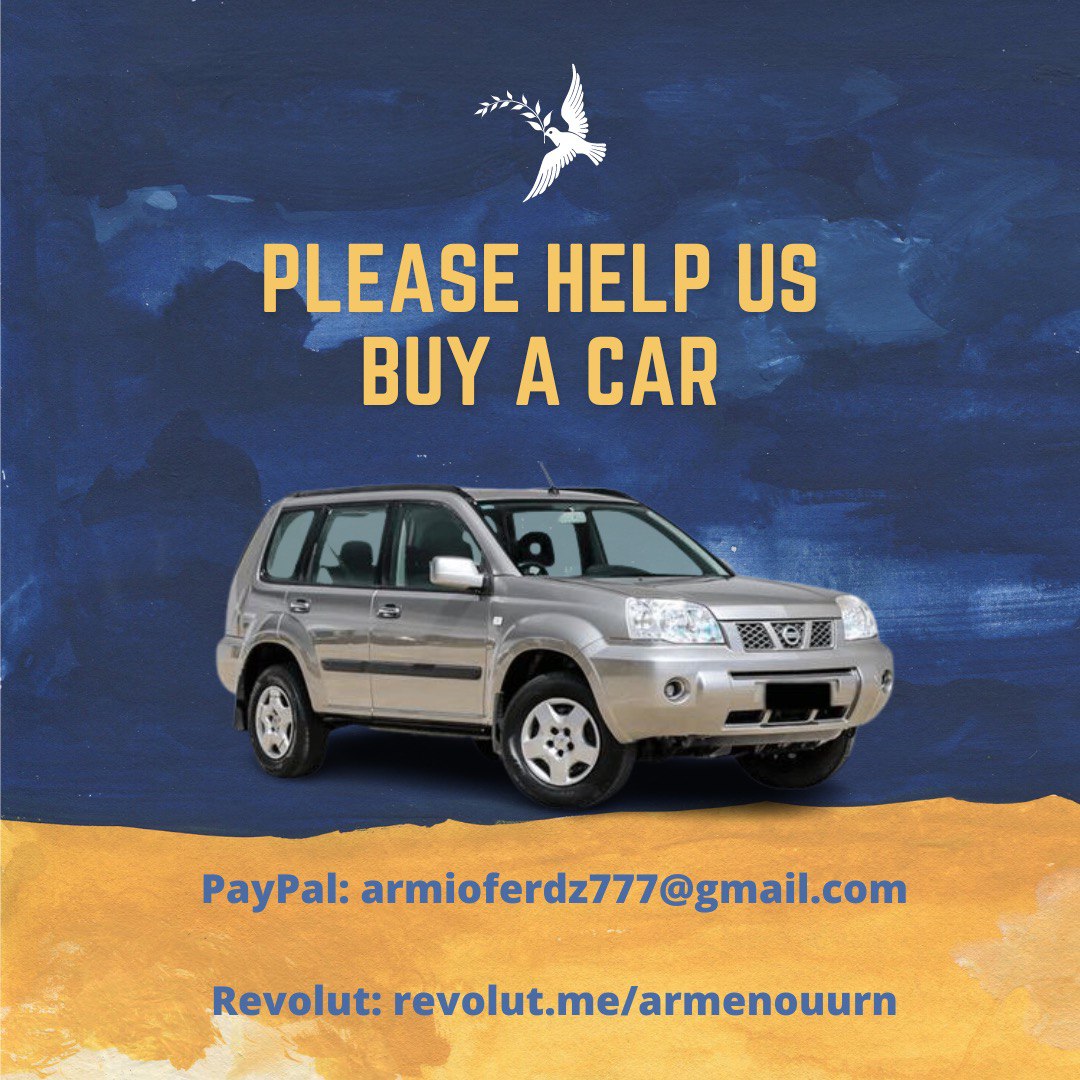 PLEASE HELP US
BUY A CAR
PayPal: armioferdz777@gmail.com
Revolut: revolut.me/armenouurn